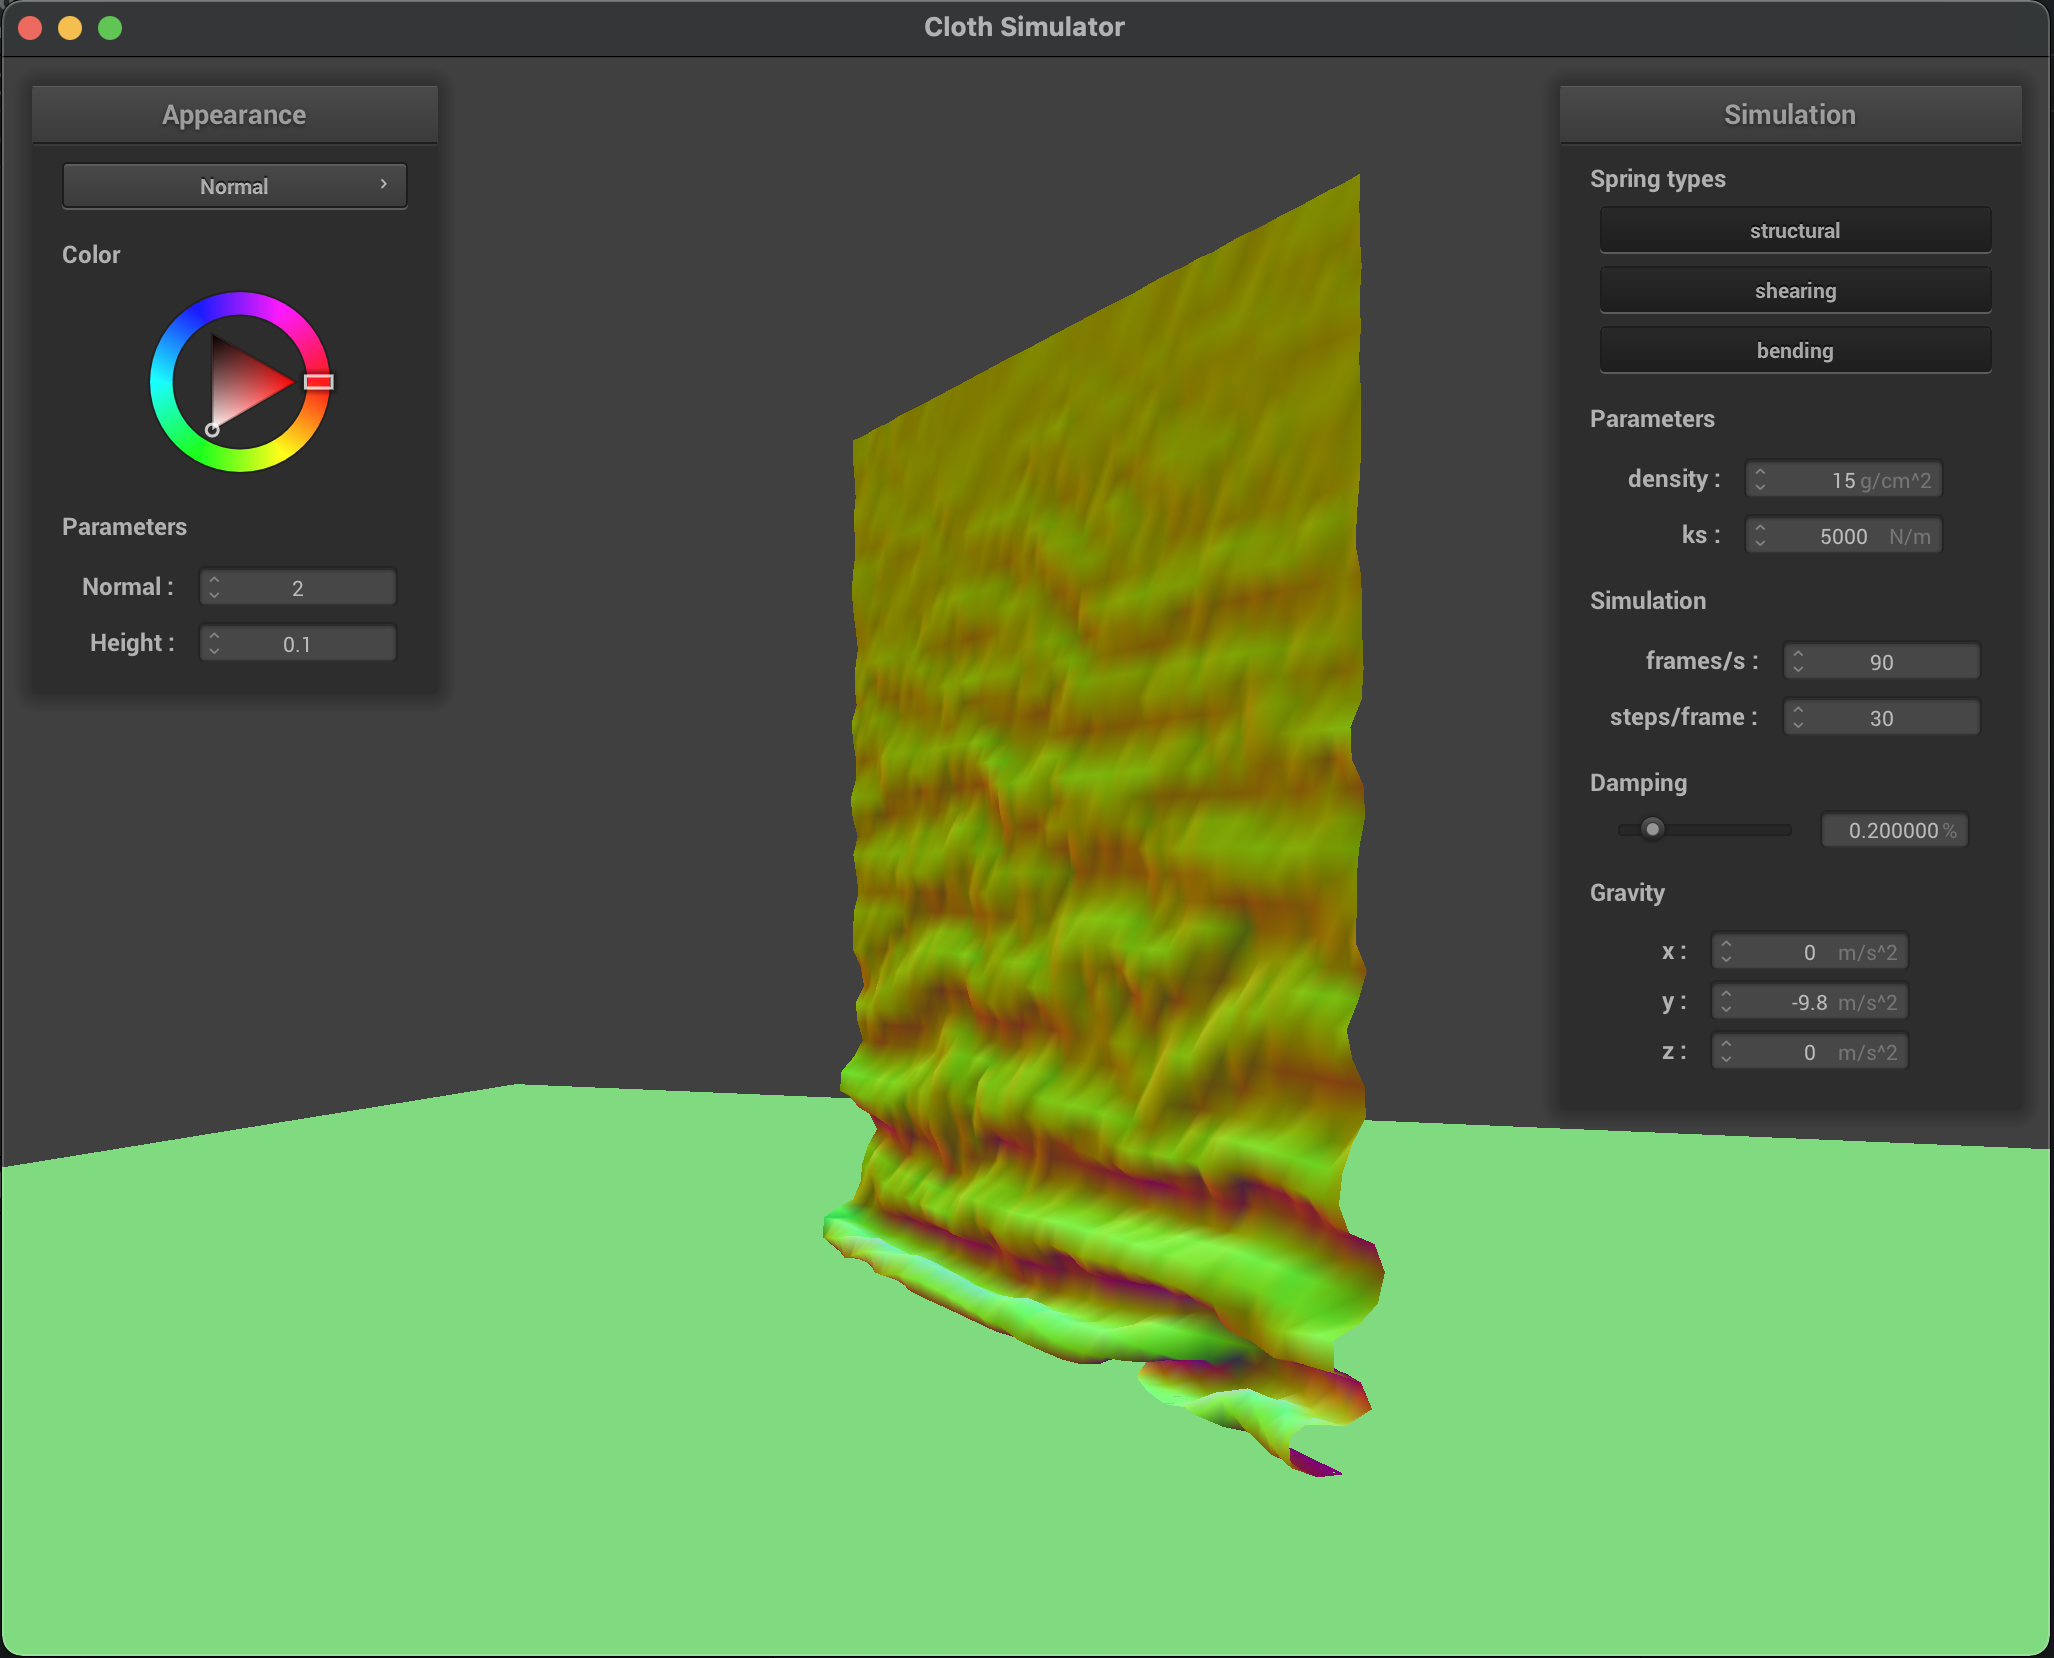 Cloth Simulator
Appearance
Normal
Color
Parameters
Normal : 2
Height : 0.1
Simulation
Spring types
structural
shearing
bending
Parameters
density : 15 g/cm^2
ks : 5000 N/m
Simulation
frames/s : 90
steps/frame : 30
Damping
0.200000 %
Gravity
x : 0 m/s^2
y : -9.8 m/s^2
z : 0 m/s^2